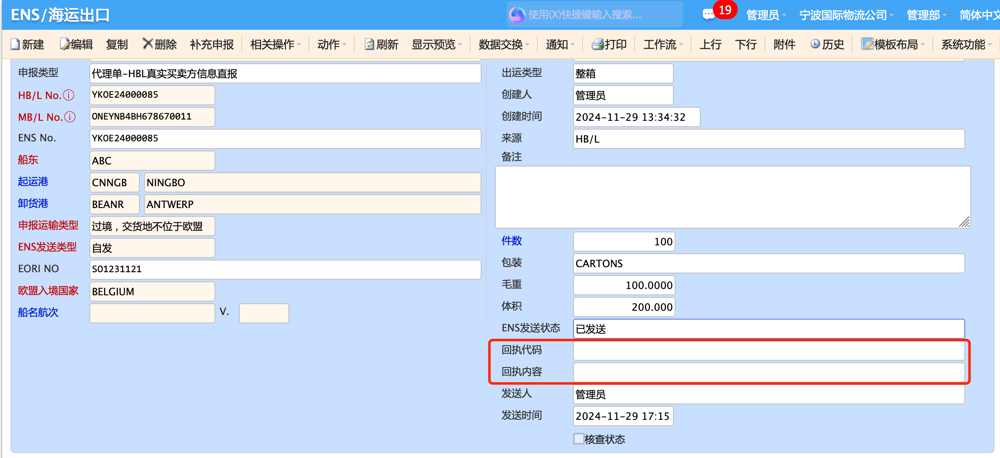 ENS/海运出口
使用(X)快捷键输入搜索...
19
管理员
宁波国际物流公司
管理部
简体中文
新建 编辑 复制 删除 补充申报 相关操作 动作 刷新 显示预览 数据交换 通知 打印 工作流 上行 下行 附件 历史 模板布局 系统功能
申报类型 代理单-HBL真实买卖方信息直报
HB/L No. YKOE24000085
MB/L No. ONEYNB4BH678670011
ENS No. YKOE24000085
船东 ABC
起运港 CNNGB NINGBO
卸货港 BEANR ANTWERP
申报运输类型 过境，交货地不位于欧盟
ENS发送类型 自发
EORI NO SO1231121
欧盟入境国家 BELGIUM
船名航次 V.
出运类型 整箱
创建人 管理员
创建时间 2024-11-29 13:34:32
来源 HB/L
备注
件数 100
包装 CARTONS
毛重 100.0000
体积 200.000
ENS发送状态 已发送
回执代码
回执内容
发送人 管理员
发送时间 2024-11-29 17:15:
核查状态